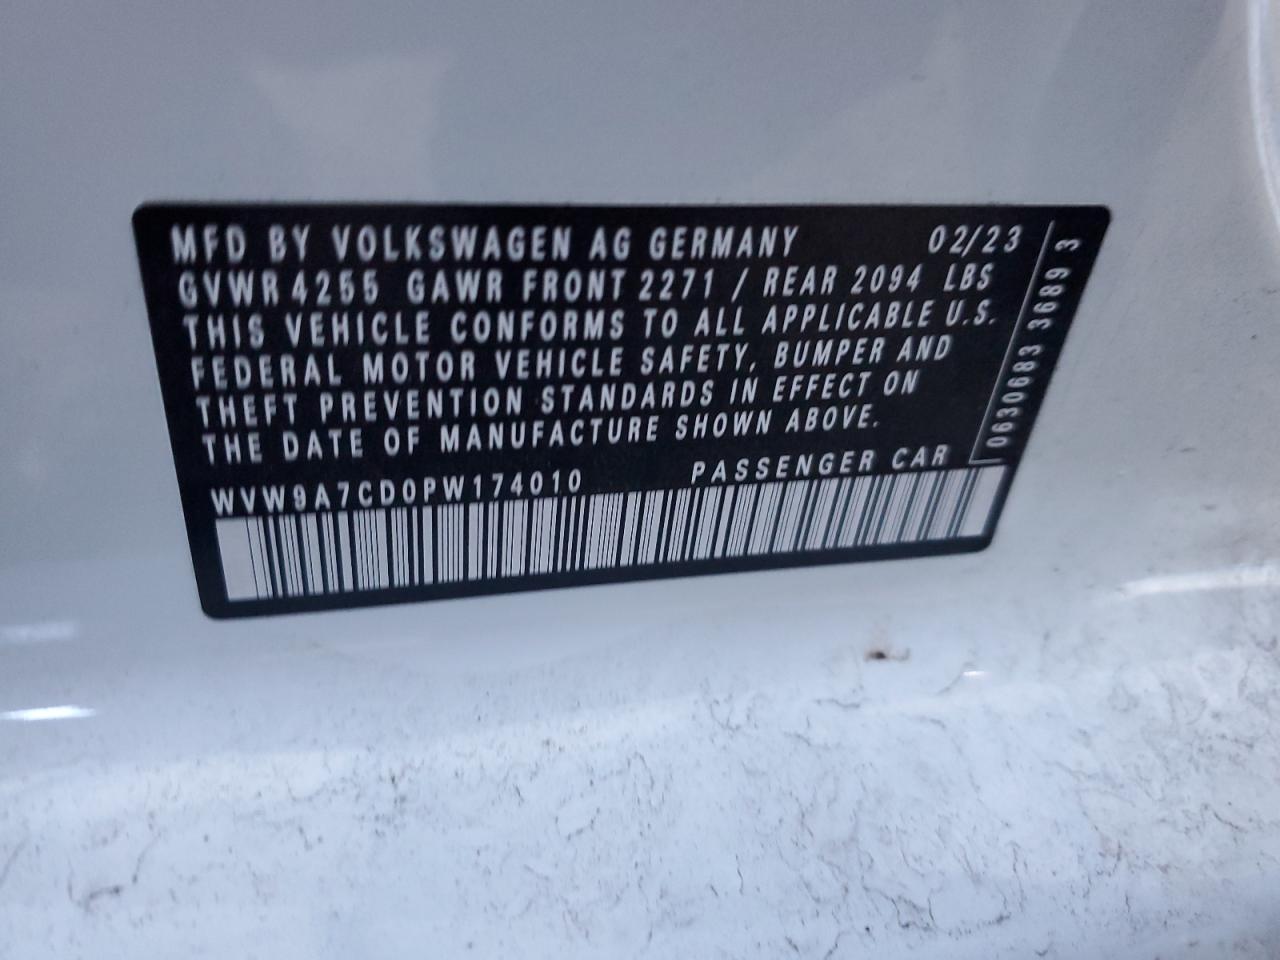 MFD BY VOLKSWAGEN AG GERMANY 02/23
GVWR 4255 GAWR FRONT 2271 / REAR 2094 LBS
THIS VEHICLE CONFORMS TO ALL APPLICABLE U.S.
FEDERAL MOTOR VEHICLE SAFETY, BUMPER AND
THEFT PREVENTION STANDARDS IN EFFECT ON
THE DATE OF MANUFACTURE SHOWN ABOVE.
WVW9A7CD0PW174010 PASSENGER CAR
0630683 3689 3